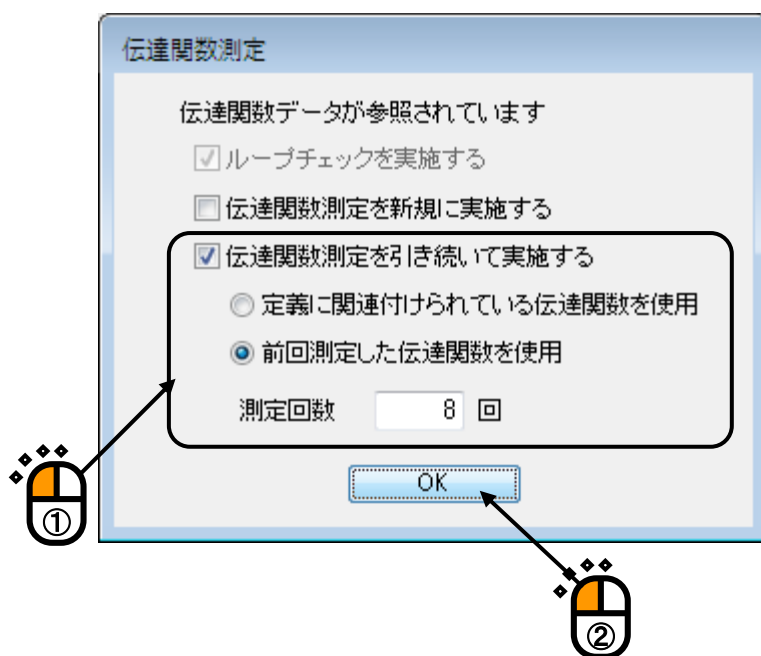 伝達関数測定
伝達関数データが参照されています
ループチェックを実施する
伝達関数測定を新規に実施する
伝達関数測定を引き続いて実施する
定義に関連付けられている伝達関数を使用
前回測定した伝達関数を使用
測定回数 8 回
OK
①
②